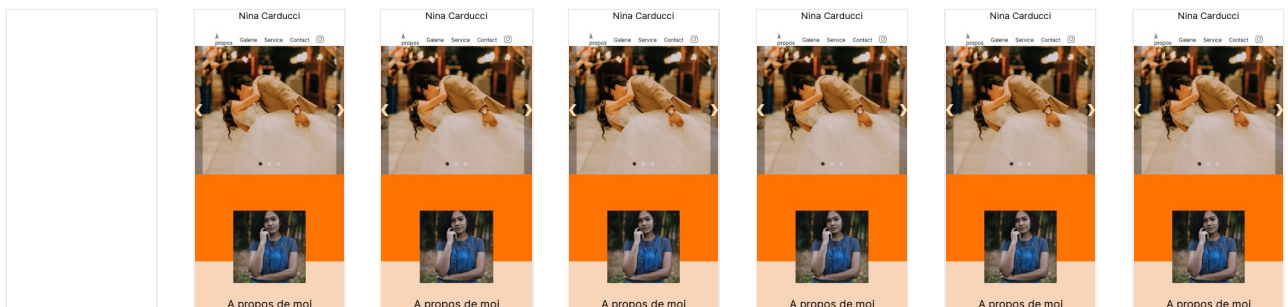 Nina Carducci Nina Carducci Nina Carducci Nina Carducci Nina Carducci Nina Carducci
À propos Galerie Service Contact À propos Galerie Service Contact À propos Galerie Service Contact À propos Galerie Service Contact À propos Galerie Service Contact À propos Galerie Service Contact
A propos de moi A propos de moi A propos de moi A propos de moi A propos de moi A propos de moi